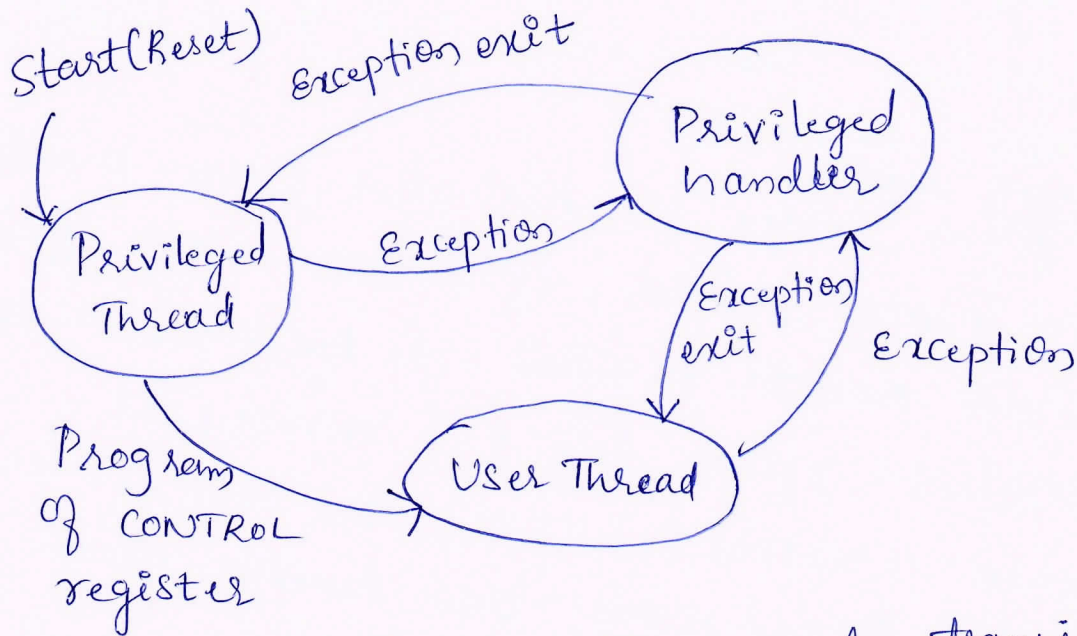 Start(Reset)
Exception exit
Privileged
handler
Privileged
Thread
Exception
Exception
exit
Exception
User Thread
Program
of CONTROL
register